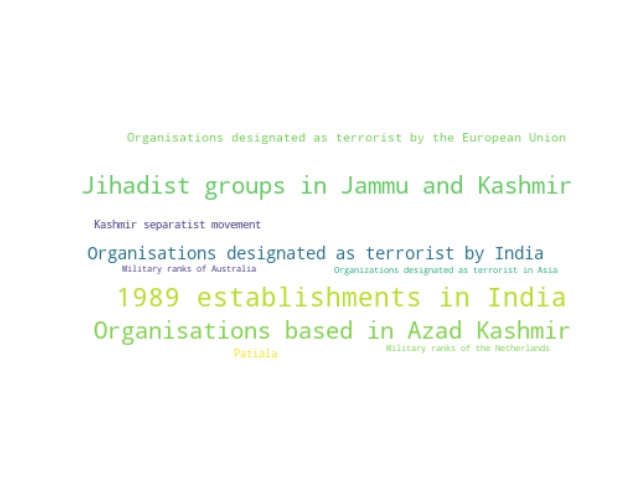 Organisations designated as terrorist by the European Union
Jihadist groups in Jammu and Kashmir
Kashmir separatist movement
Organisations designated as terrorist by India
Military ranks of Australia
Organizations designated as terrorist in Asia
1989 establishments in India
Organisations based in Azad Kashmir
Military ranks of the Netherlands
Patiala